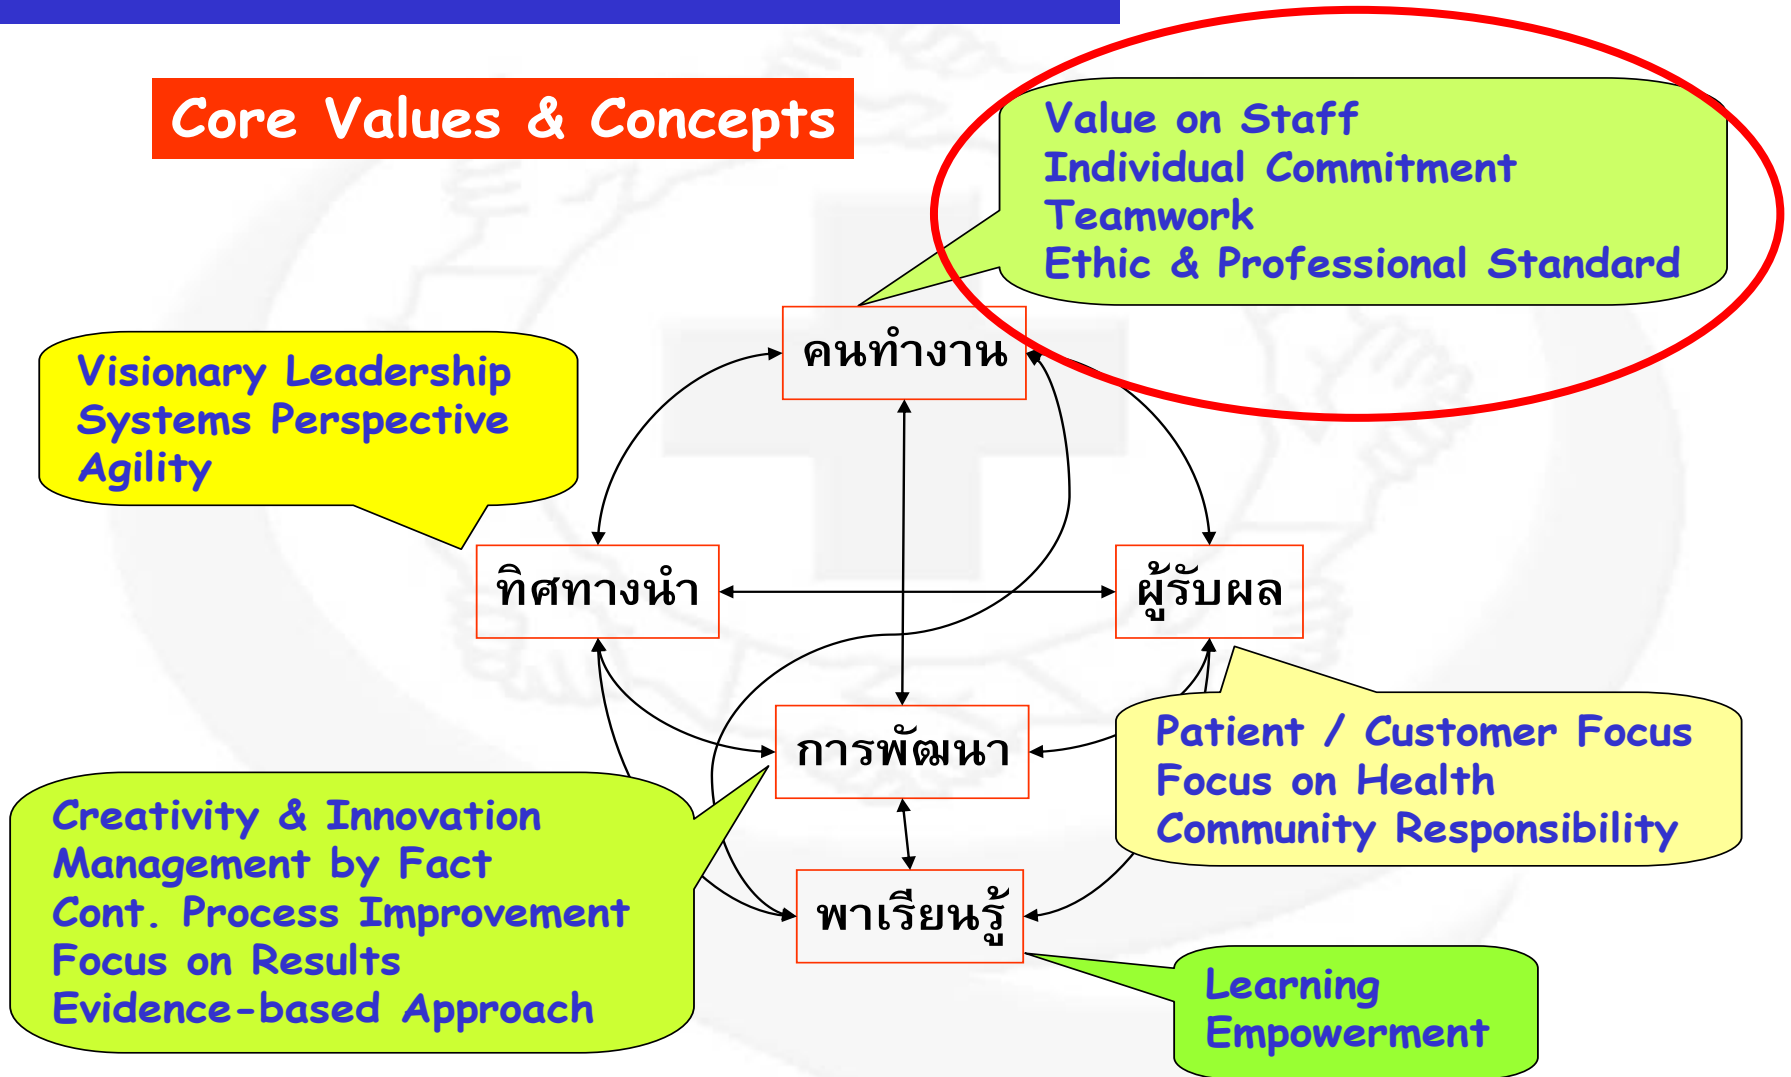 Core Values & Concepts
Value on Staff
Individual Commitment
Teamwork
Ethic & Professional Standard
คนทำงาน
Visionary Leadership
Systems Perspective
Agility
ทิศทางนำ
ผู้รับผล
การพัฒนา
Patient / Customer Focus
Focus on Health
Community Responsibility
Creativity & Innovation
Management by Fact
Cont. Process Improvement
Focus on Results
Evidence-based Approach
พาเรียนรู้
Learning
Empowerment